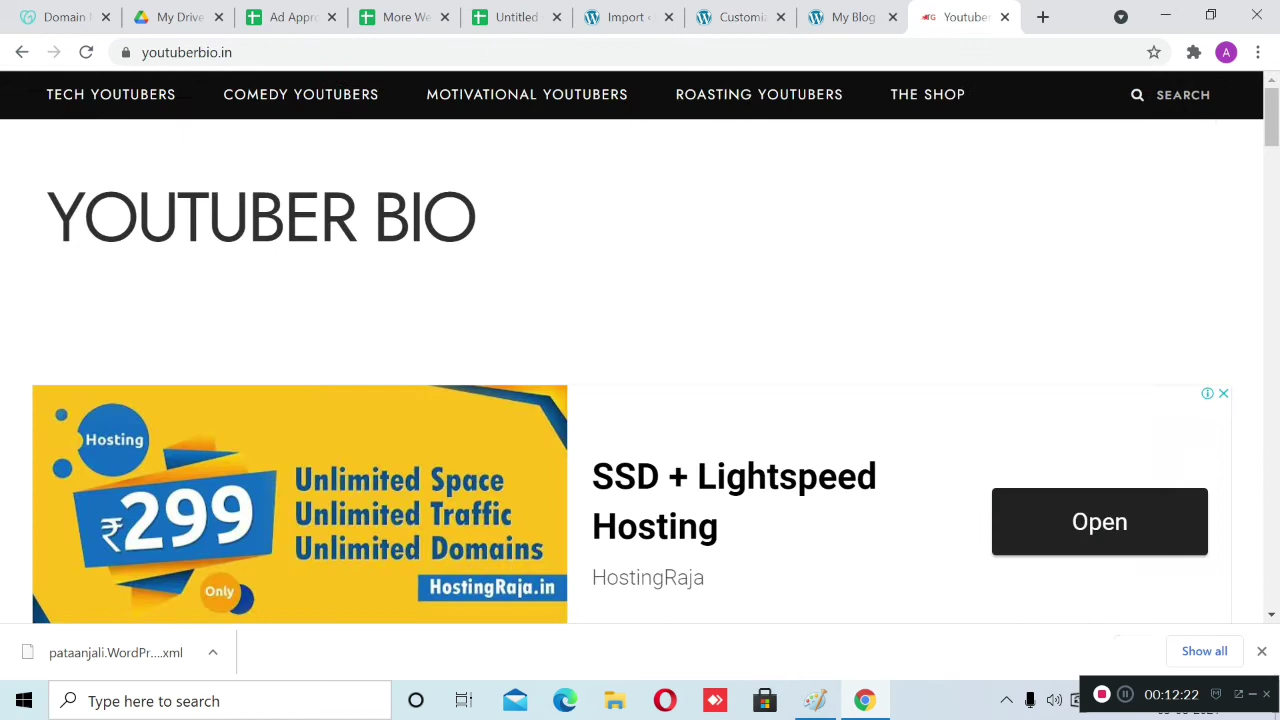 Domain
My Drive
Ad Appro
More We
Untitled
Import
Customiz
My Blog
Youtube
youtuberbio.in
A
TECH YOUTUBERS COMEDY YOUTUBERS MOTIVATIONAL YOUTUBERS ROASTING YOUTUBERS THE SHOP SEARCH
YOUTUBER BIO
Hosting
₹299
Only
Unlimited Space
Unlimited Traffic
Unlimited Domains
HostingRaja.in
SSD + Lightspeed
Hosting
HostingRaja
Open
pataanjali.WordPr....xml
Show all
Type here to search
00:12:22